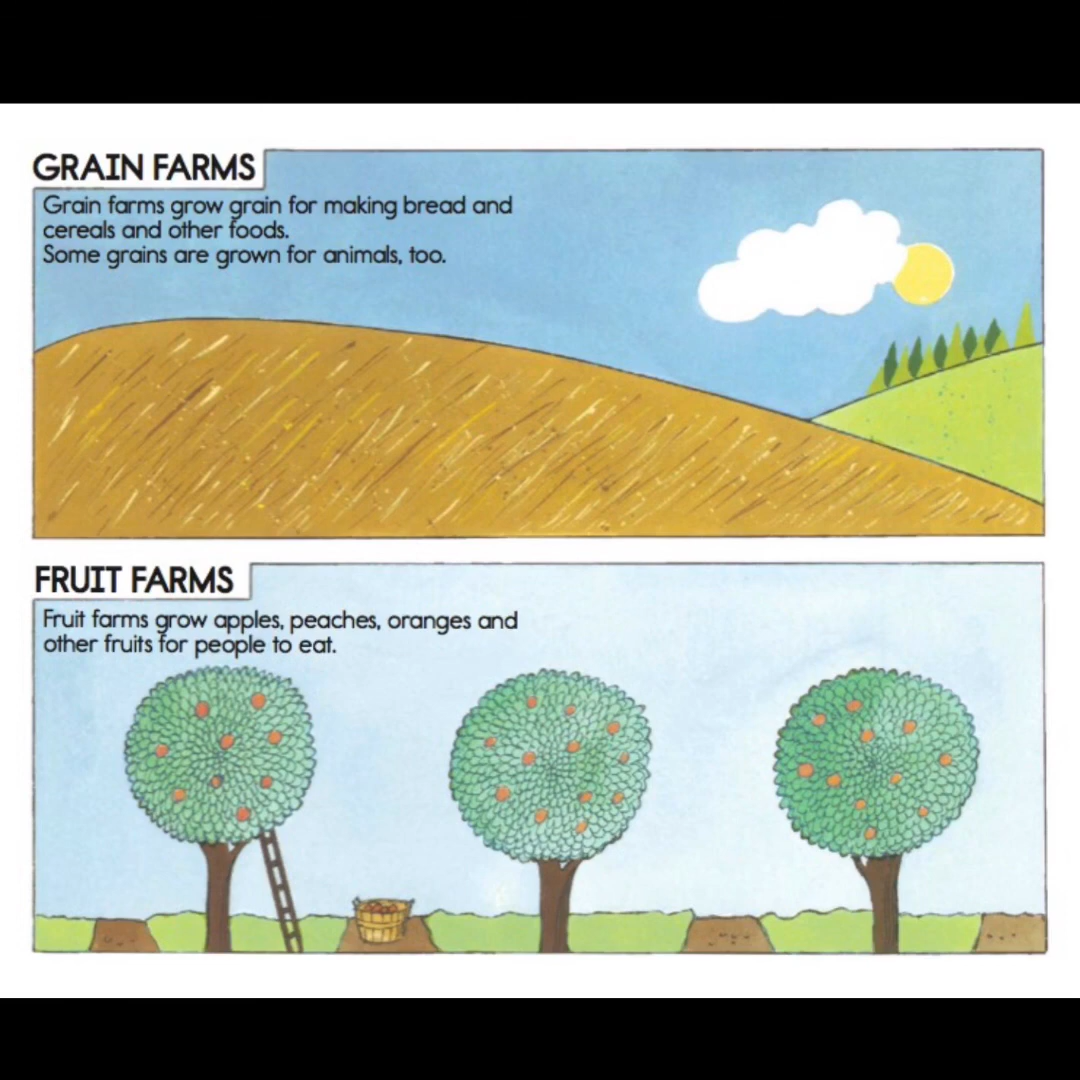 GRAIN FARMS
Grain farms grow grain for making bread and
cereals and other foods.
Some grains are grown for animals, too.
FRUIT FARMS
Fruit farms grow apples, peaches, oranges and
other fruits for people to eat.